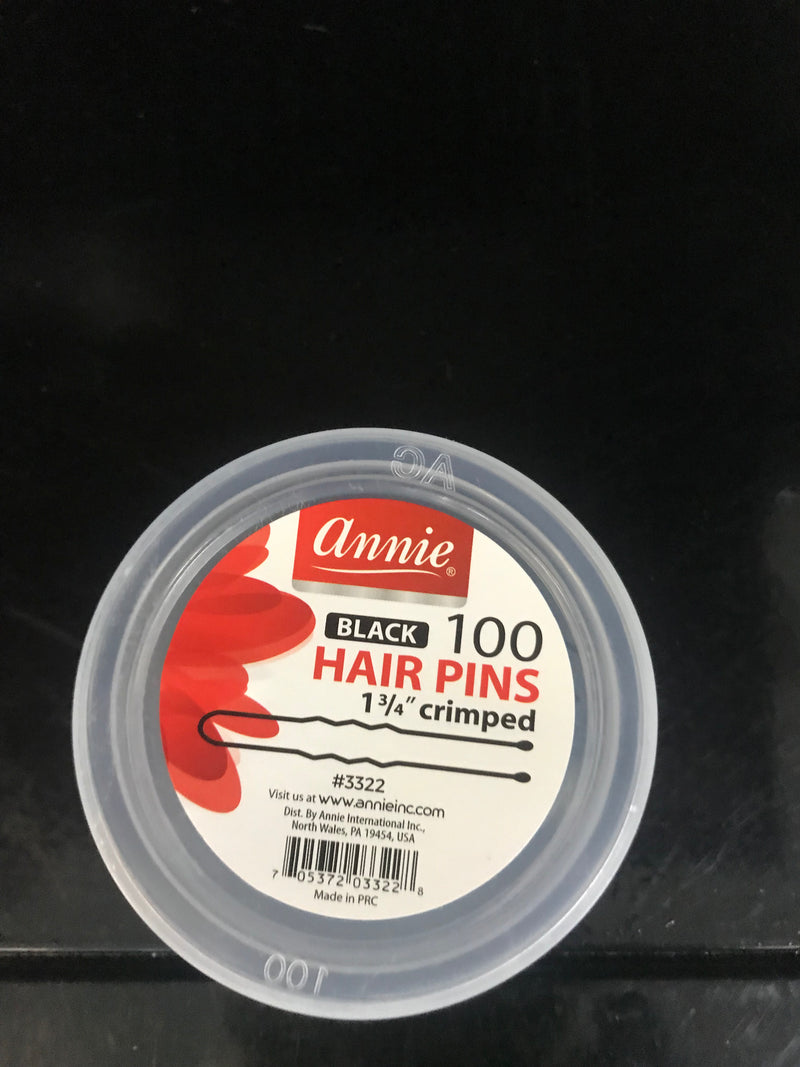 AC
annie®
BLACK 100
HAIR PINS
1 3/4" crimped
#3322
Visit us at www.annieinc.com
Dist. By Annie International Inc.,
North Wales, PA 19454, USA
7 05372 03322 8
Made in PRC
100